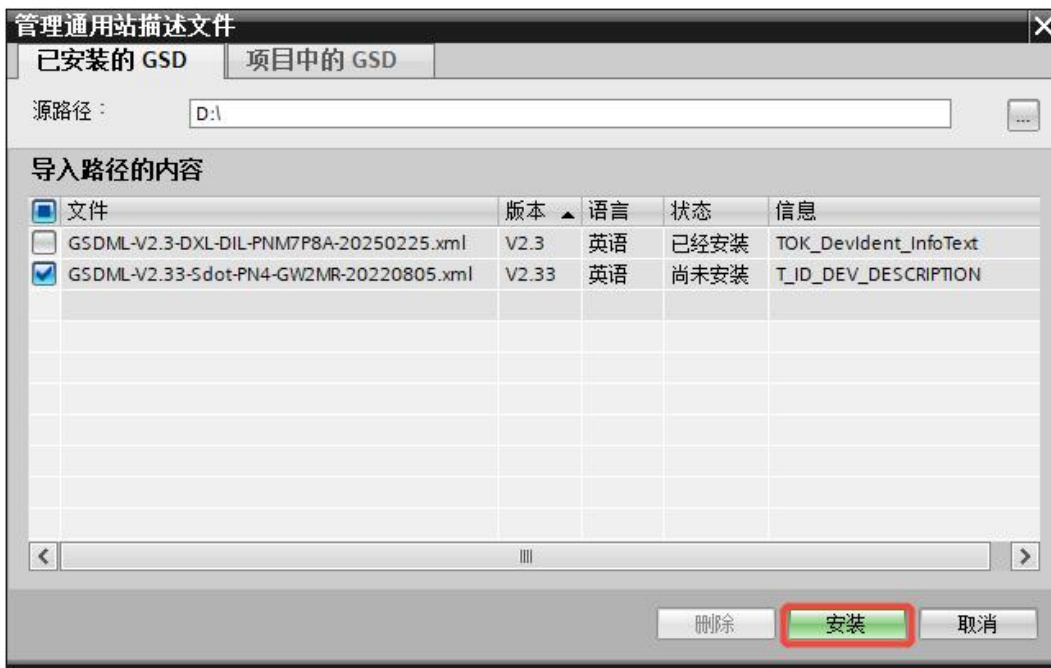 管理通用站描述文件
已安装的 GSD 项目中的 GSD
源路径： D:\ ...
导入路径的内容
文件 版本 语言 状态 信息
GSDML-V2.3-DXL-DIL-PNM7P8A-20250225.xml V2.3 英语 已经安装 TOK_DevIdent_InfoText
GSDML-V2.33-Sdot-PN4-GW2MR-20220805.xml V2.33 英语 尚未安装 T_ID_DEV_DESCRIPTION
删除 安装 取消